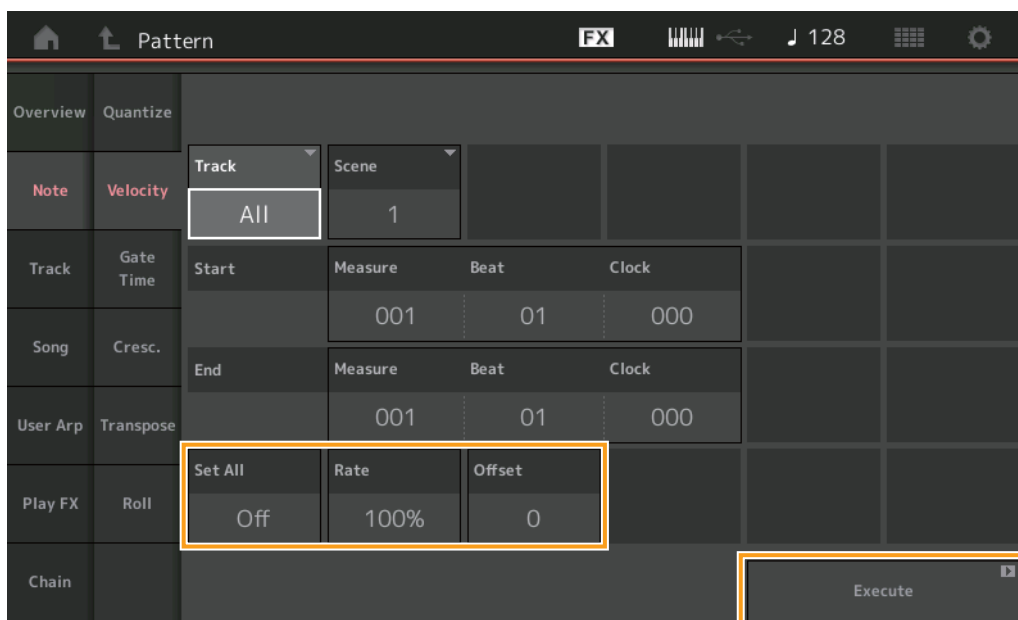 Pattern FX 128
Overview Quantize
Track Scene
Note Velocity
All 1
Track Gate Time Start Measure Beat Clock
001 01 000
Song Cresc.
End Measure Beat Clock
User Arp Transpose 001 01 000
Set All Rate Offset
Play FX Roll
Off 100% 0
Chain Execute